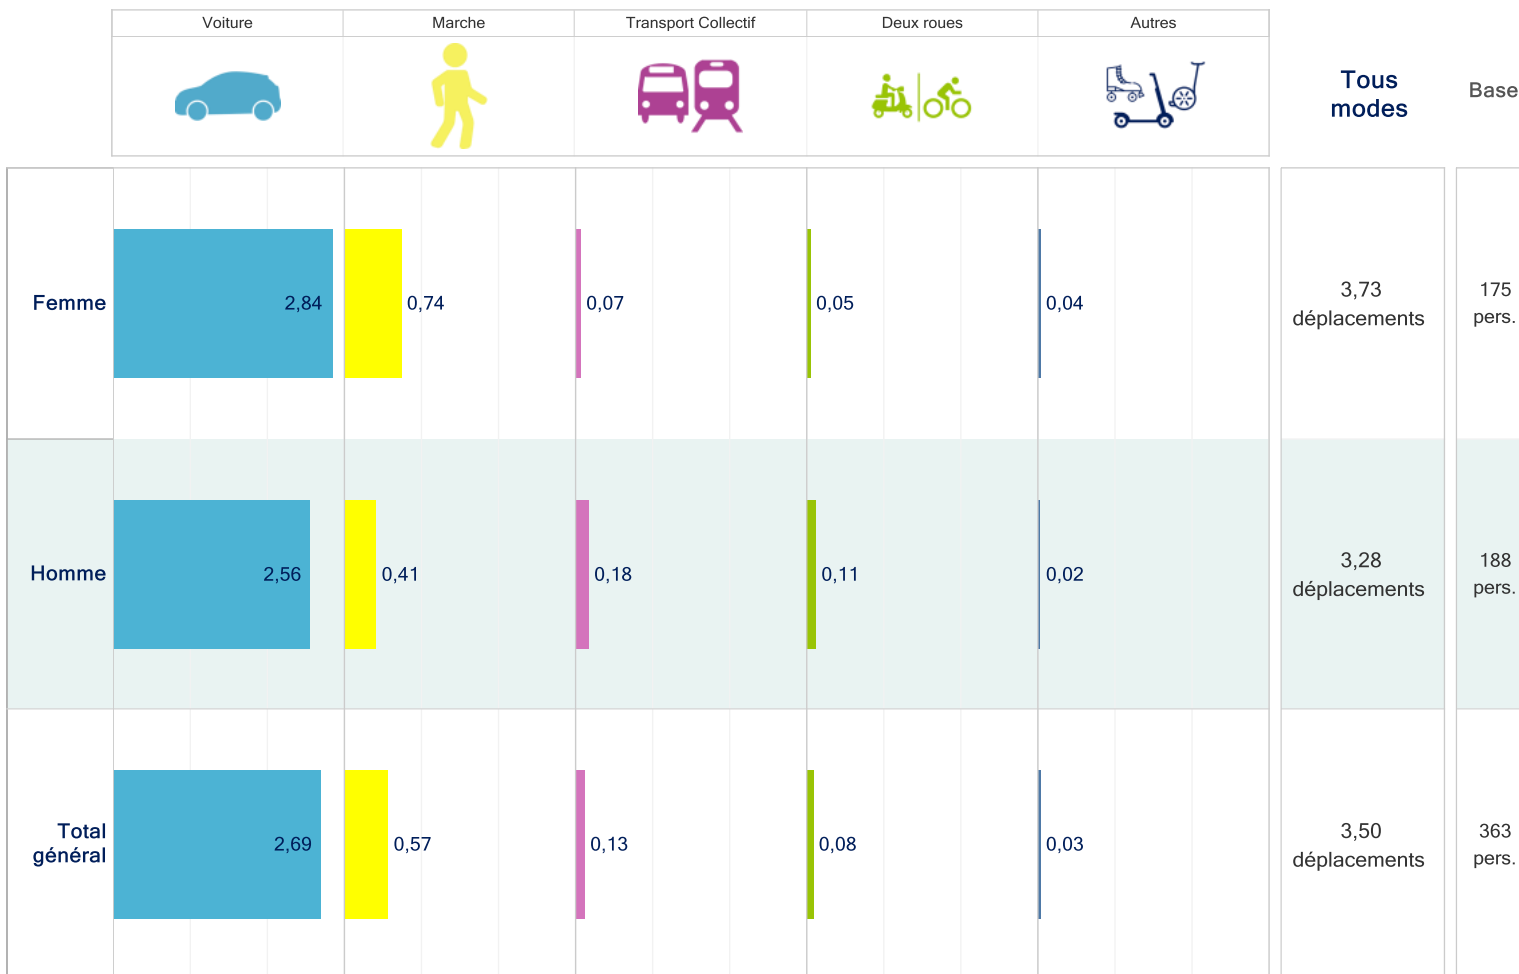 Voiture
Marche
Transport Collectif
Deux roues
Autres
Tous
modes
Base
Femme
2,84
0,74
0,07
0,05
0,04
3,73
déplacements
175
pers.
Homme
2,56
0,41
0,18
0,11
0,02
3,28
déplacements
188
pers.
Total
général
2,69
0,57
0,13
0,08
0,03
3,50
déplacements
363
pers.